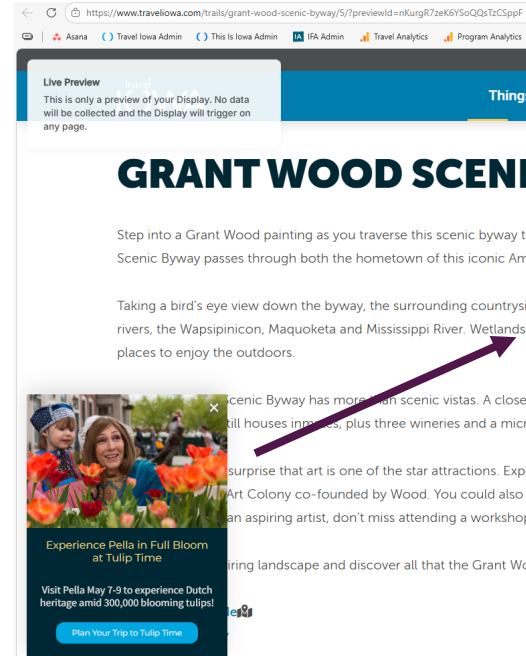 https://www.traveliowa.com/trails/grant-wood-scenic-byway/5/?previewId=nKurgR7zeK6YSoQQsTzCSppF
Asana Travel Iowa Admin This Is Iowa Admin IA IFA Admin Travel Analytics Program Analytics
Live Preview
This is only a preview of your Display. No data
will be collected and the Display will trigger on
any page.
travel
IOWA
Things
GRANT WOOD SCENI
Step into a Grant Wood painting as you traverse this scenic byway t
Scenic Byway passes through both the hometown of this iconic Am
Taking a bird's eye view down the byway, the surrounding countrysi
rivers, the Wapsipinicon, Maquoketa and Mississippi River. Wetlands
places to enjoy the outdoors.
Scenic Byway has more than scenic vistas. A close
till houses inmates, plus three wineries and a micr
surprise that art is one of the star attractions. Expl
Art Colony co-founded by Wood. You could also
an aspiring artist, don't miss attending a workshop
iring landscape and discover all that the Grant Wo
Experience Pella in Full Bloom
at Tulip Time
Visit Pella May 7-9 to experience Dutch
heritage amid 300,000 blooming tulips!
Plan Your Trip to Tulip Time